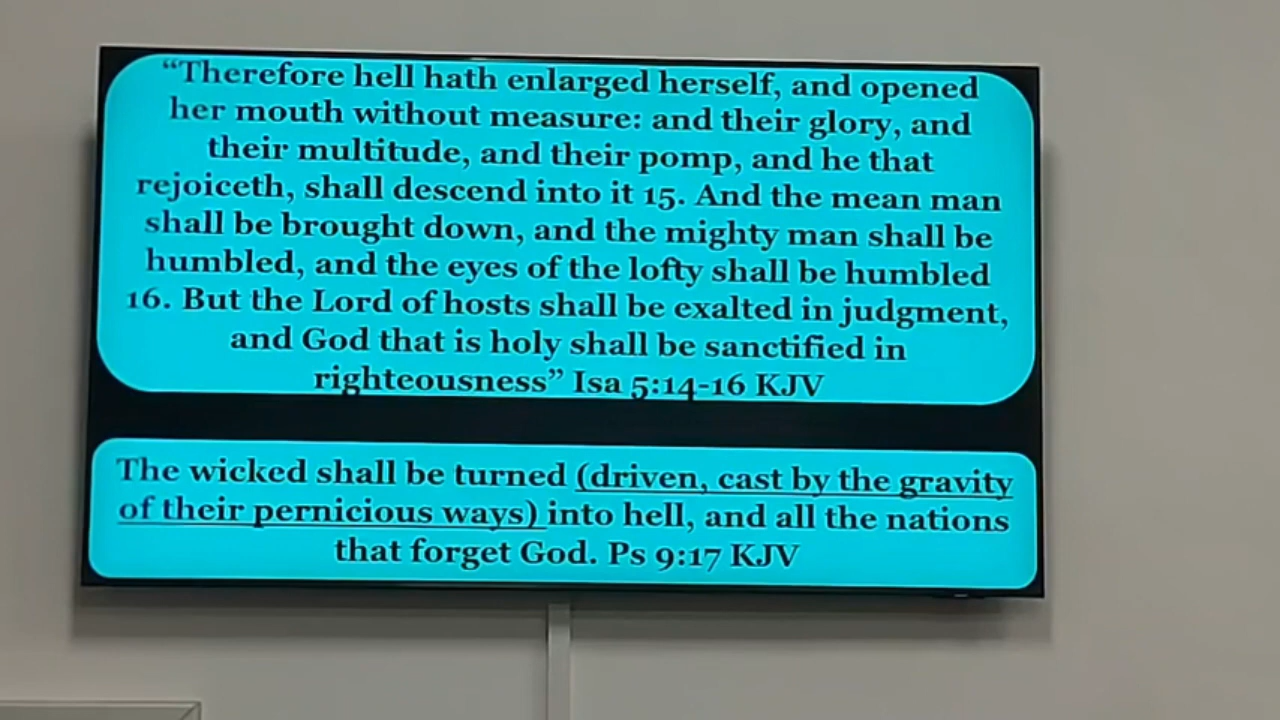 “Therefore hell hath enlarged herself, and opened
her mouth without measure: and their glory, and
their multitude, and their pomp, and he that
rejoiceth, shall descend into it 15. And the mean man
shall be brought down, and the mighty man shall be
humbled, and the eyes of the lofty shall be humbled
16. But the Lord of hosts shall be exalted in judgment,
and God that is holy shall be sanctified in
righteousness” Isa 5:14-16 KJV
The wicked shall be turned (driven, cast by the gravity
of their pernicious ways) into hell, and all the nations
that forget God. Ps 9:17 KJV